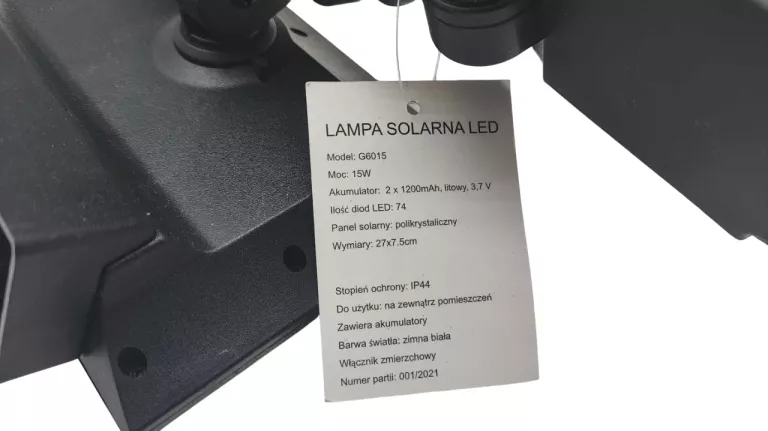 LAMPA SOLARNA LED
Model: G6015
Moc: 15W
Akumulator: 2 x 1200mAh, litowy, 3,7 V
Ilość diod LED: 74
Panel solarny: polikrystaliczny
Wymiary: 27x7.5cm
Stopień ochrony: IP44
Do użytku: na zewnątrz pomieszczeń
Zawiera akumulatory
Barwa światła: zimna biała
Włącznik zmierzchowy
Numer partii: 001/2021